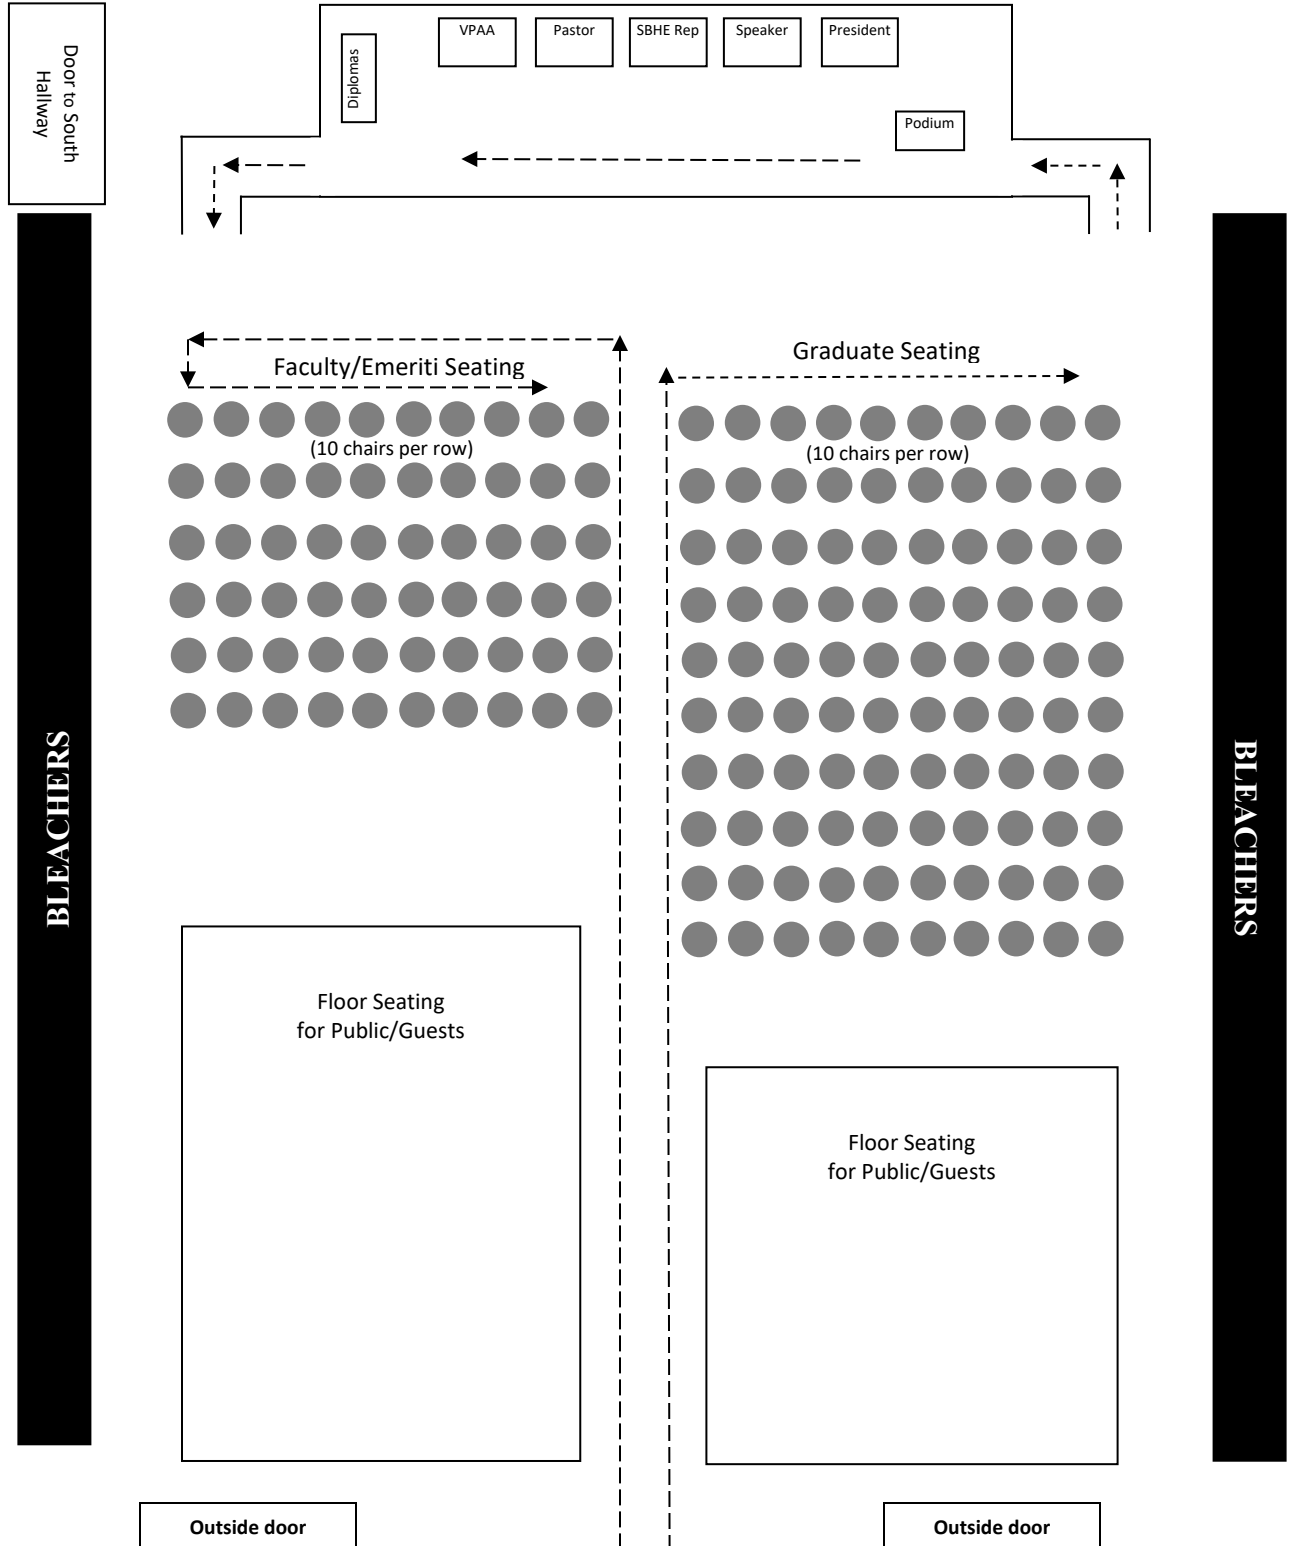 Door to South
Hallway
Diplomas
VPAA
Pastor
SBHE Rep
Speaker
President
Podium
Faculty/Emeriti Seating
(10 chairs per row)
Graduate Seating
(10 chairs per row)
BLEACHERS
BLEACHERS
Floor Seating
for Public/Guests
Floor Seating
for Public/Guests
Outside door
Outside door